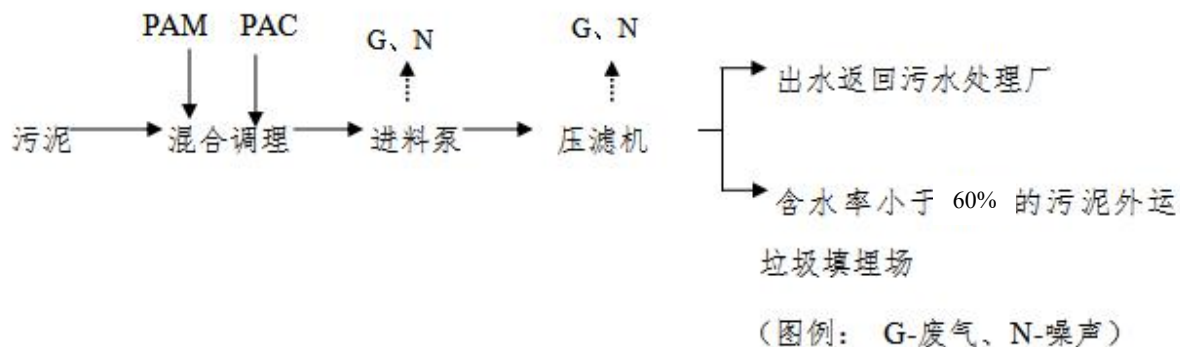 PAM PAC
G、N
G、N
污泥
混合调理
进料泵
压滤机
出水返回污水处理厂
含水率小于 60% 的污泥外运
垃圾填埋场
（图例： G-废气、N-噪声）